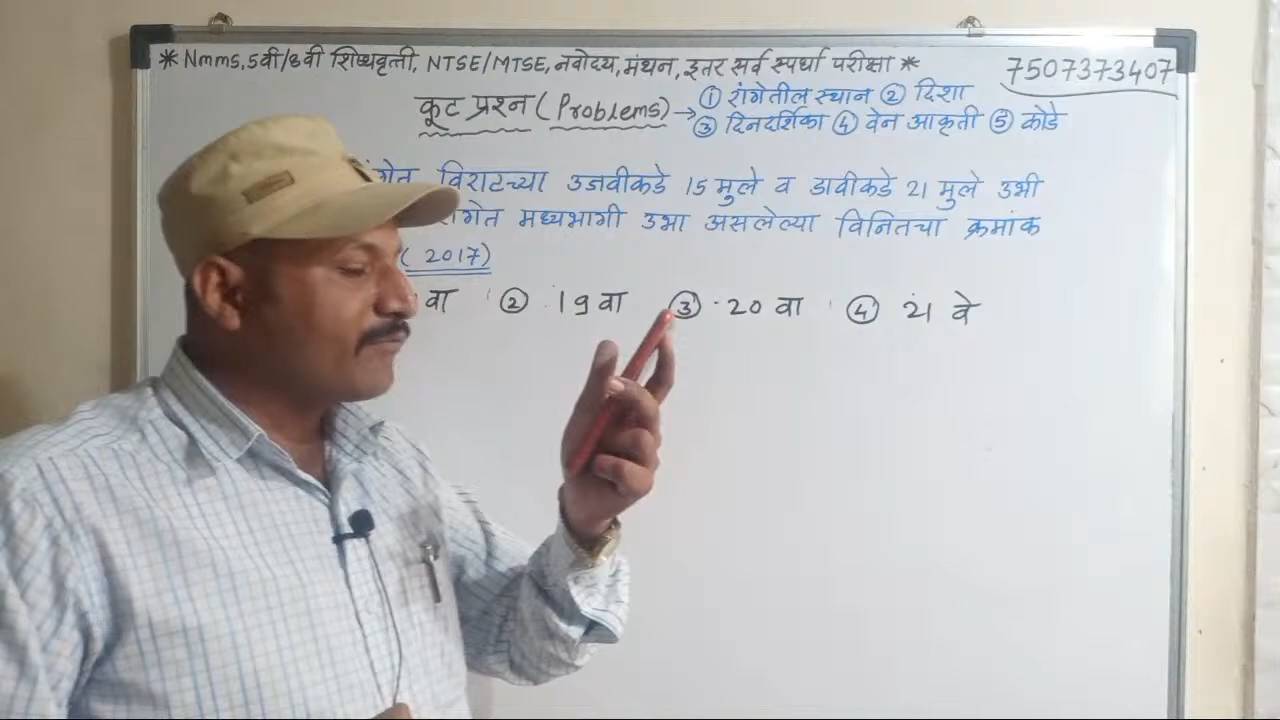 * Nmms, 5वी/8वी शिष्यवृत्ती, NTSE/MTSE, नवोदय, मंथन, इतर सर्व स्पर्धा परीक्षा *
7507373407
कूट प्रश्न (Problems) → ① रांगेतील स्थान ② दिशा
③ दिनदर्शिका ④ वेन आकृती ⑤ कोडे
विराटच्या उजवीकडे 15 मुले व डावीकडे 21 मुले उभी
मध्यभागी उभा असलेल्या विनितचा क्रमांक
(2017)
वा ② 19 वा ③ 20 वा ④ 21 वे